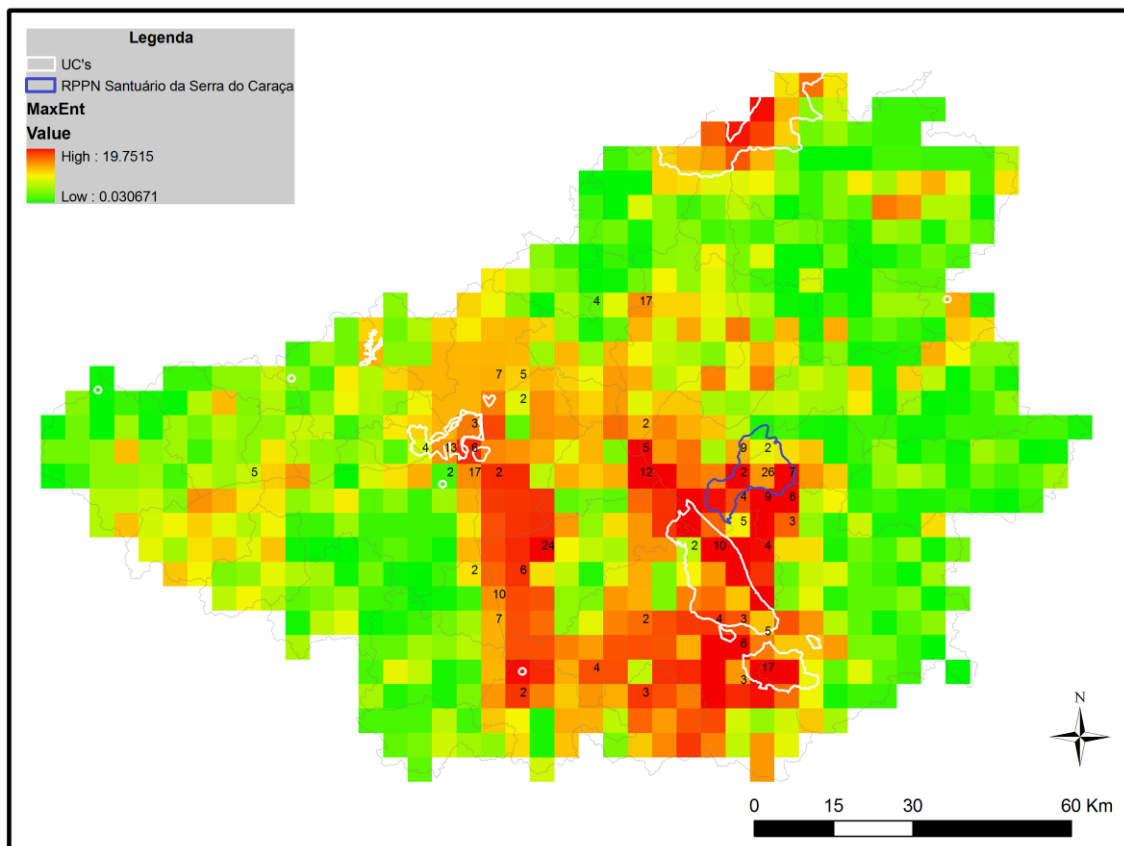 Legenda
UC's
RPPN Santuário da Serra do Caraça
MaxEnt
Value
High : 19.7515
Low : 0.030671
4 17
7 5
2
3 2
4 13 6 5 9 2
5 2 17 2 12 2 26 7
4 9 6
5 3
24 2 10 4
2 6
10
7 2 4 3
5
6
4 17
3
2 3
N
0 15 30 60 Km